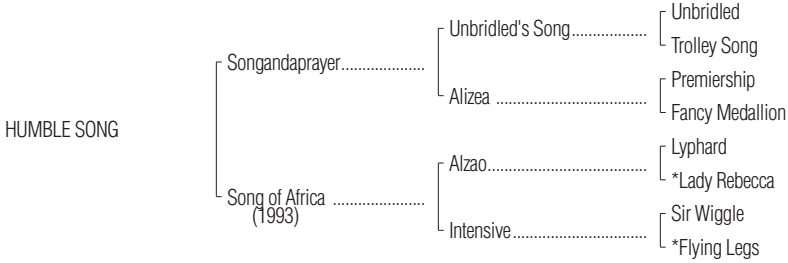 Unbridled
Unbridled's Song..................
Trolley Song
Songandaprayer....................
Premiership
Alizea ....................................
Fancy Medallion
HUMBLE SONG
Lyphard
Alzao......................................
*Lady Rebecca
Song of Africa ......................
(1993)
Sir Wiggle
Intensive................................
*Flying Legs